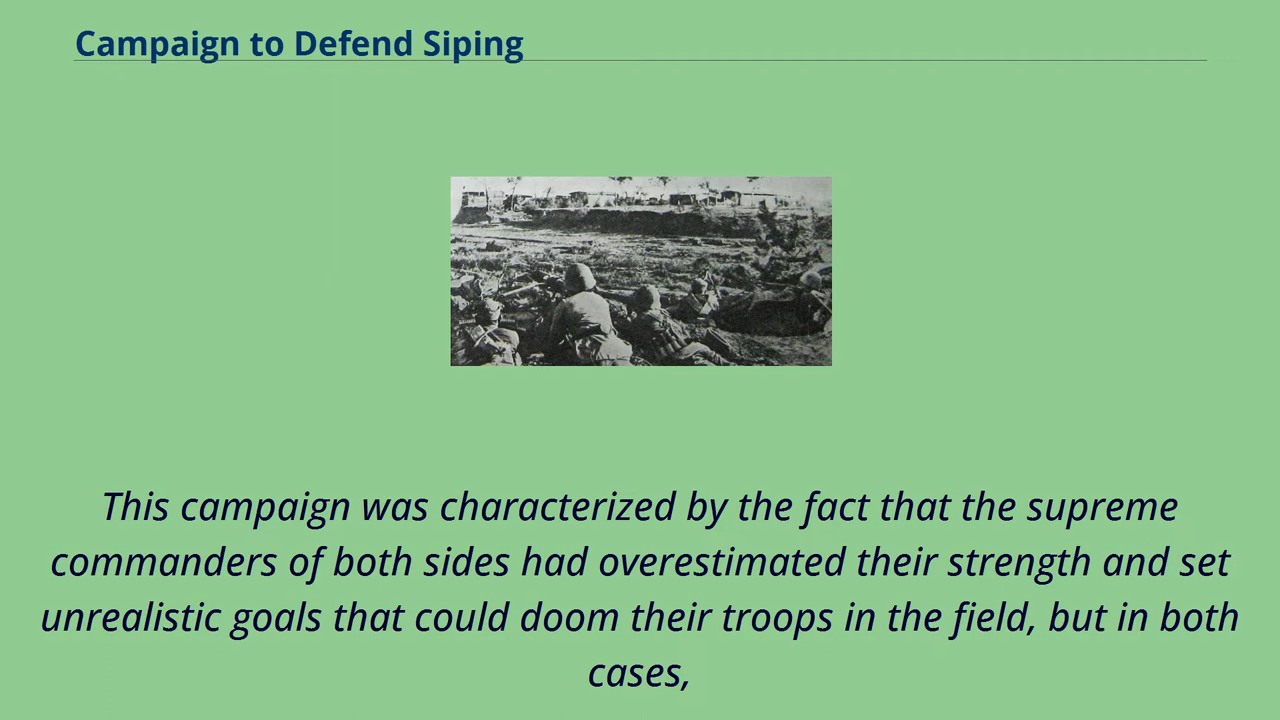 Campaign to Defend Siping
This campaign was characterized by the fact that the supreme
commanders of both sides had overestimated their strength and set
unrealistic goals that could doom their troops in the field, but in both
cases,